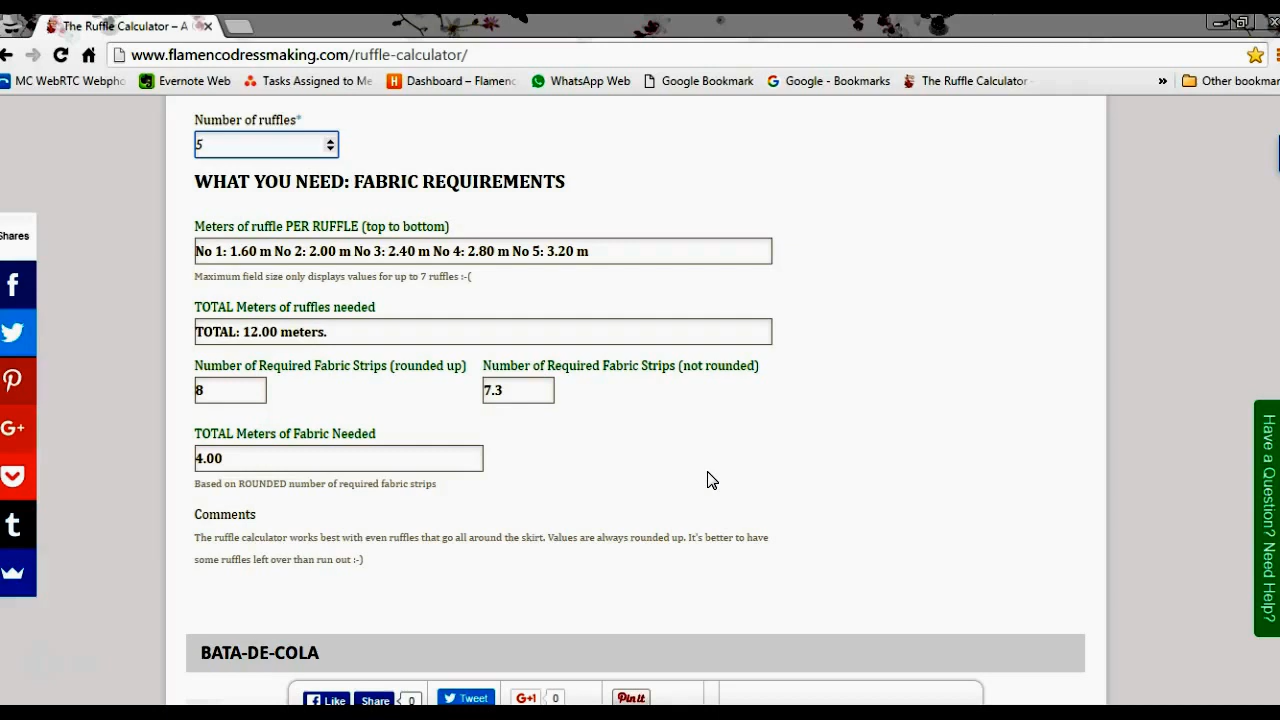 The Ruffle Calculator – A
www.flamencodressmaking.com/ruffle-calculator/
MC WebRTC Webpho
Evernote Web
Tasks Assigned to Me
Dashboard – Flamenc
WhatsApp Web
Google Bookmark
Google - Bookmarks
The Ruffle Calculator
»
Other bookmar
Number of ruffles*
5
WHAT YOU NEED: FABRIC REQUIREMENTS
Meters of ruffle PER RUFFLE (top to bottom)
No 1: 1.60 m No 2: 2.00 m No 3: 2.40 m No 4: 2.80 m No 5: 3.20 m
Maximum field size only displays values for up to 7 ruffles :-(
TOTAL Meters of ruffles needed
TOTAL: 12.00 meters.
Number of Required Fabric Strips (rounded up) Number of Required Fabric Strips (not rounded)
8 7.3
TOTAL Meters of Fabric Needed
4.00
Based on ROUNDED number of required fabric strips
Comments
The ruffle calculator works best with even ruffles that go all around the skirt. Values are always rounded up. It's better to have
some ruffles left over than run out :-)
BATA-DE-COLA
Like Share 0 Tweet G+1 0 Pin it
Shares
Have a Question? Need Help?